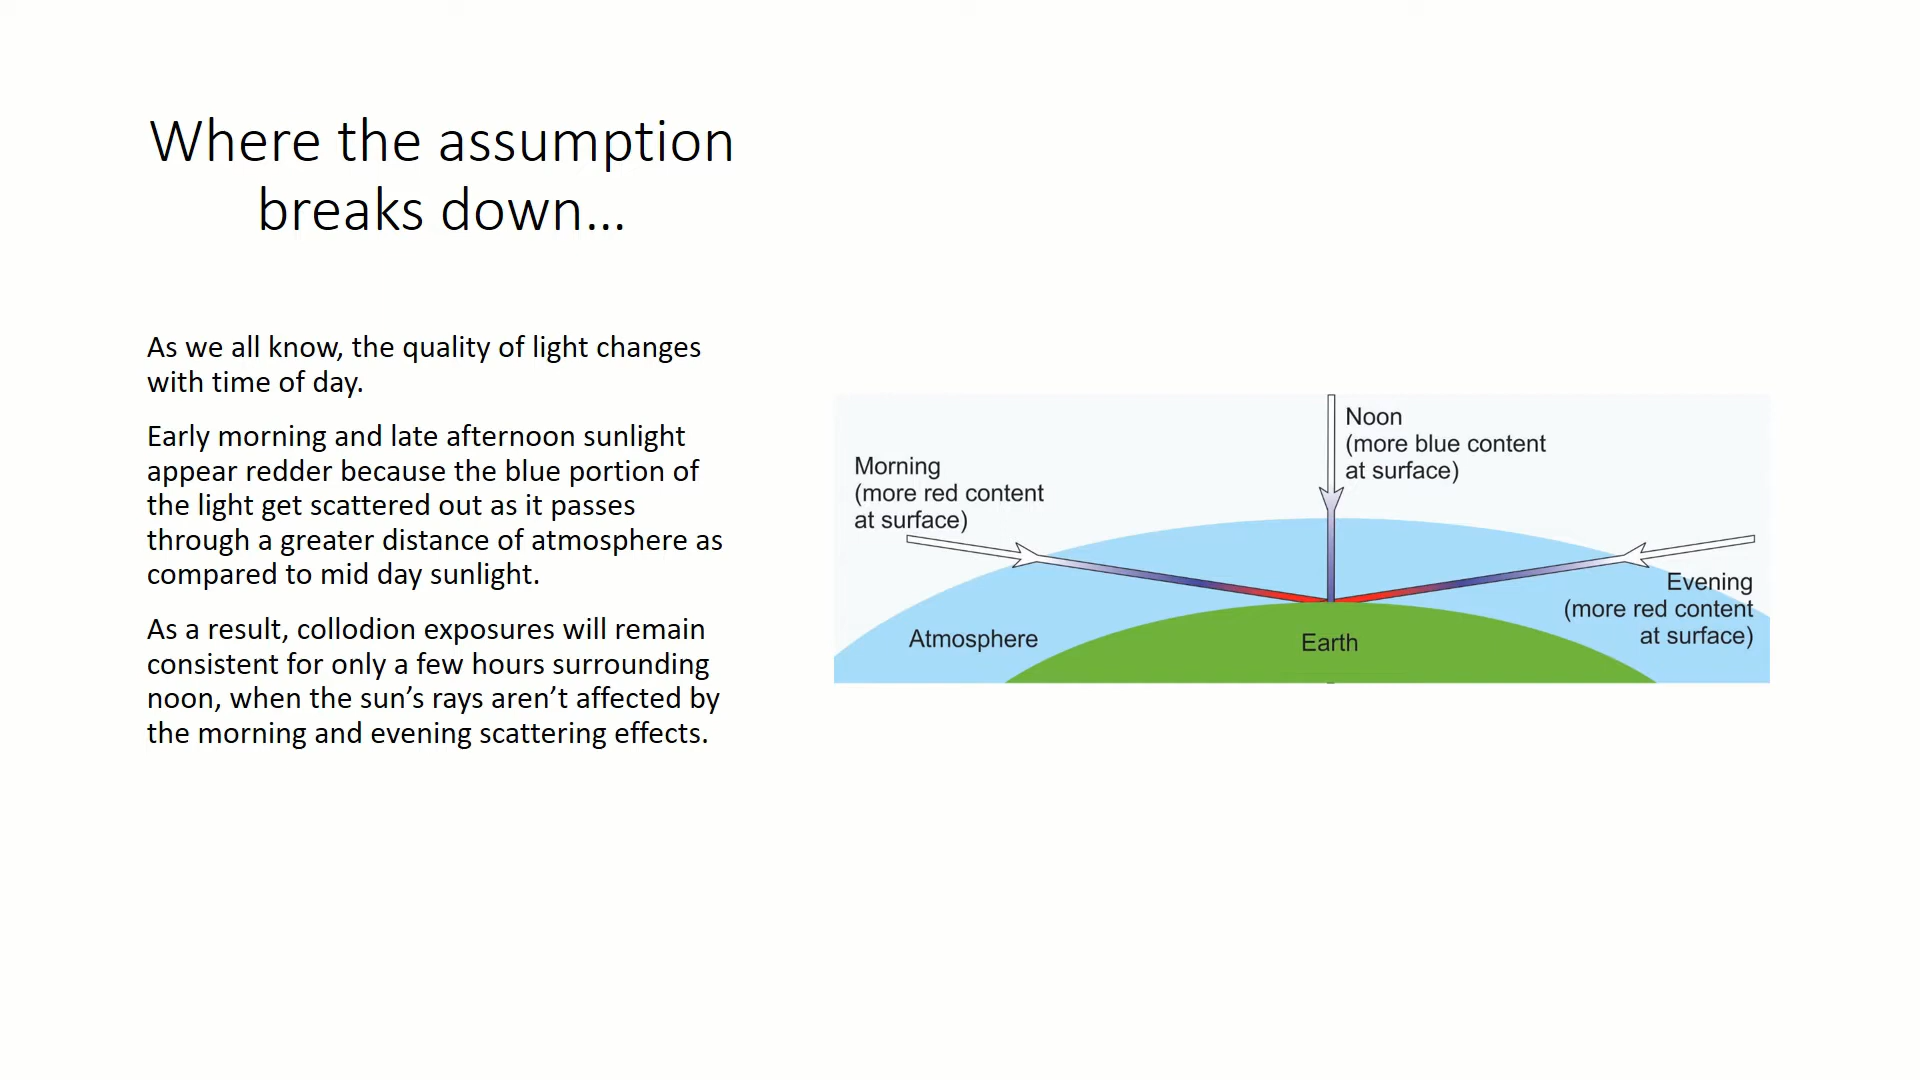 Where the assumption
breaks down...
As we all know, the quality of light changes
with time of day.
Early morning and late afternoon sunlight
appear redder because the blue portion of
the light get scattered out as it passes
through a greater distance of atmosphere as
compared to mid day sunlight.
As a result, collodion exposures will remain
consistent for only a few hours surrounding
noon, when the sun’s rays aren’t affected by
the morning and evening scattering effects.
Noon
(more blue content
at surface)
Morning
(more red content
at surface)
Evening
(more red content
at surface)
Atmosphere
Earth